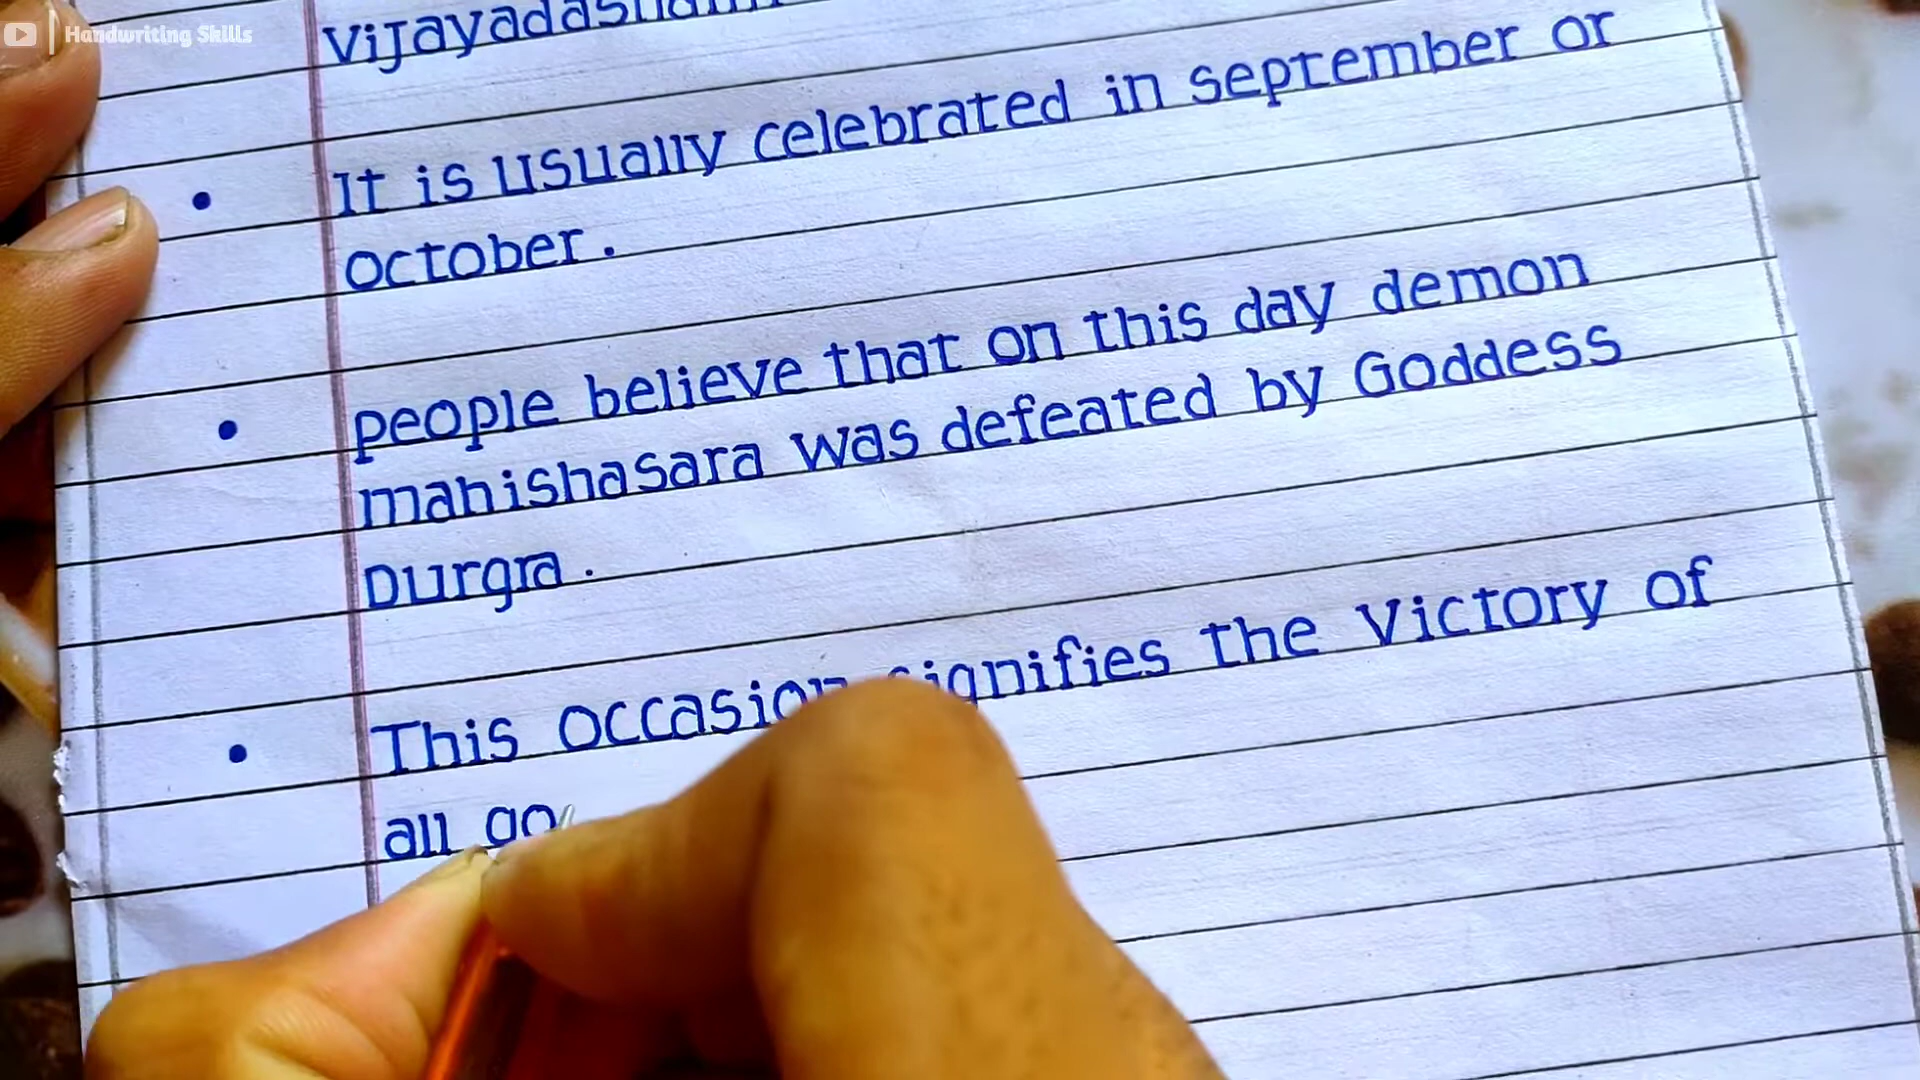 Handwriting Skills
It is usually celebrated in september or
october.
people believe that on this day demon
mahishasara was defeated by Goddess
Durga.
This occasion signifies the Victory of
all